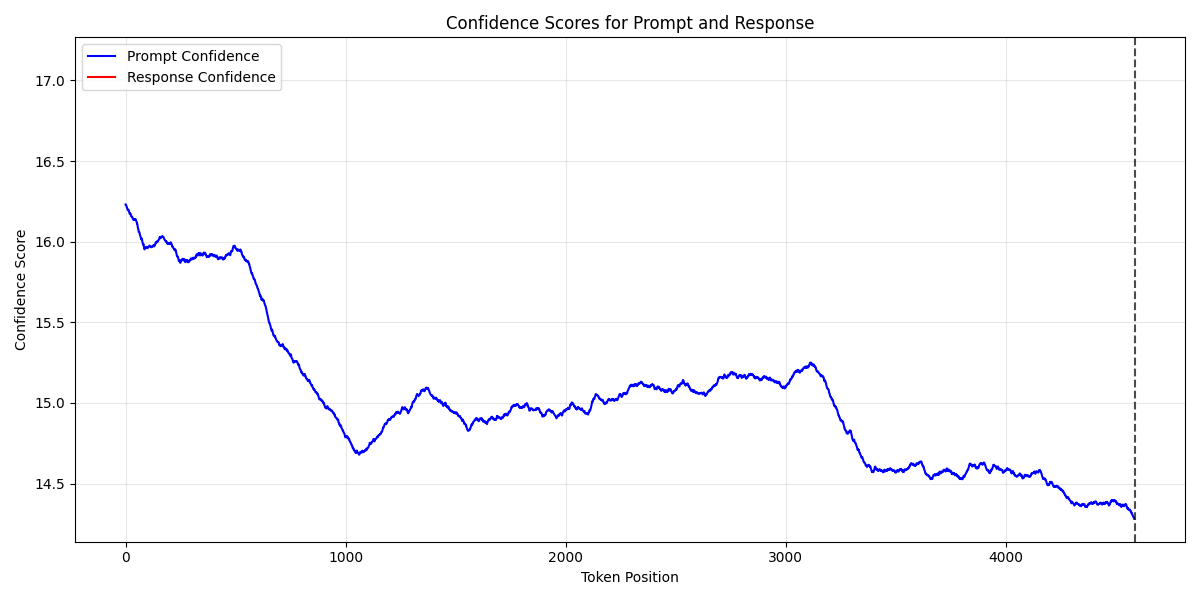 Confidence Scores for Prompt and Response
Prompt Confidence
Response Confidence
Confidence Score
17.0
16.5
16.0
15.5
15.0
14.5
0 1000 2000 3000 4000
Token Position